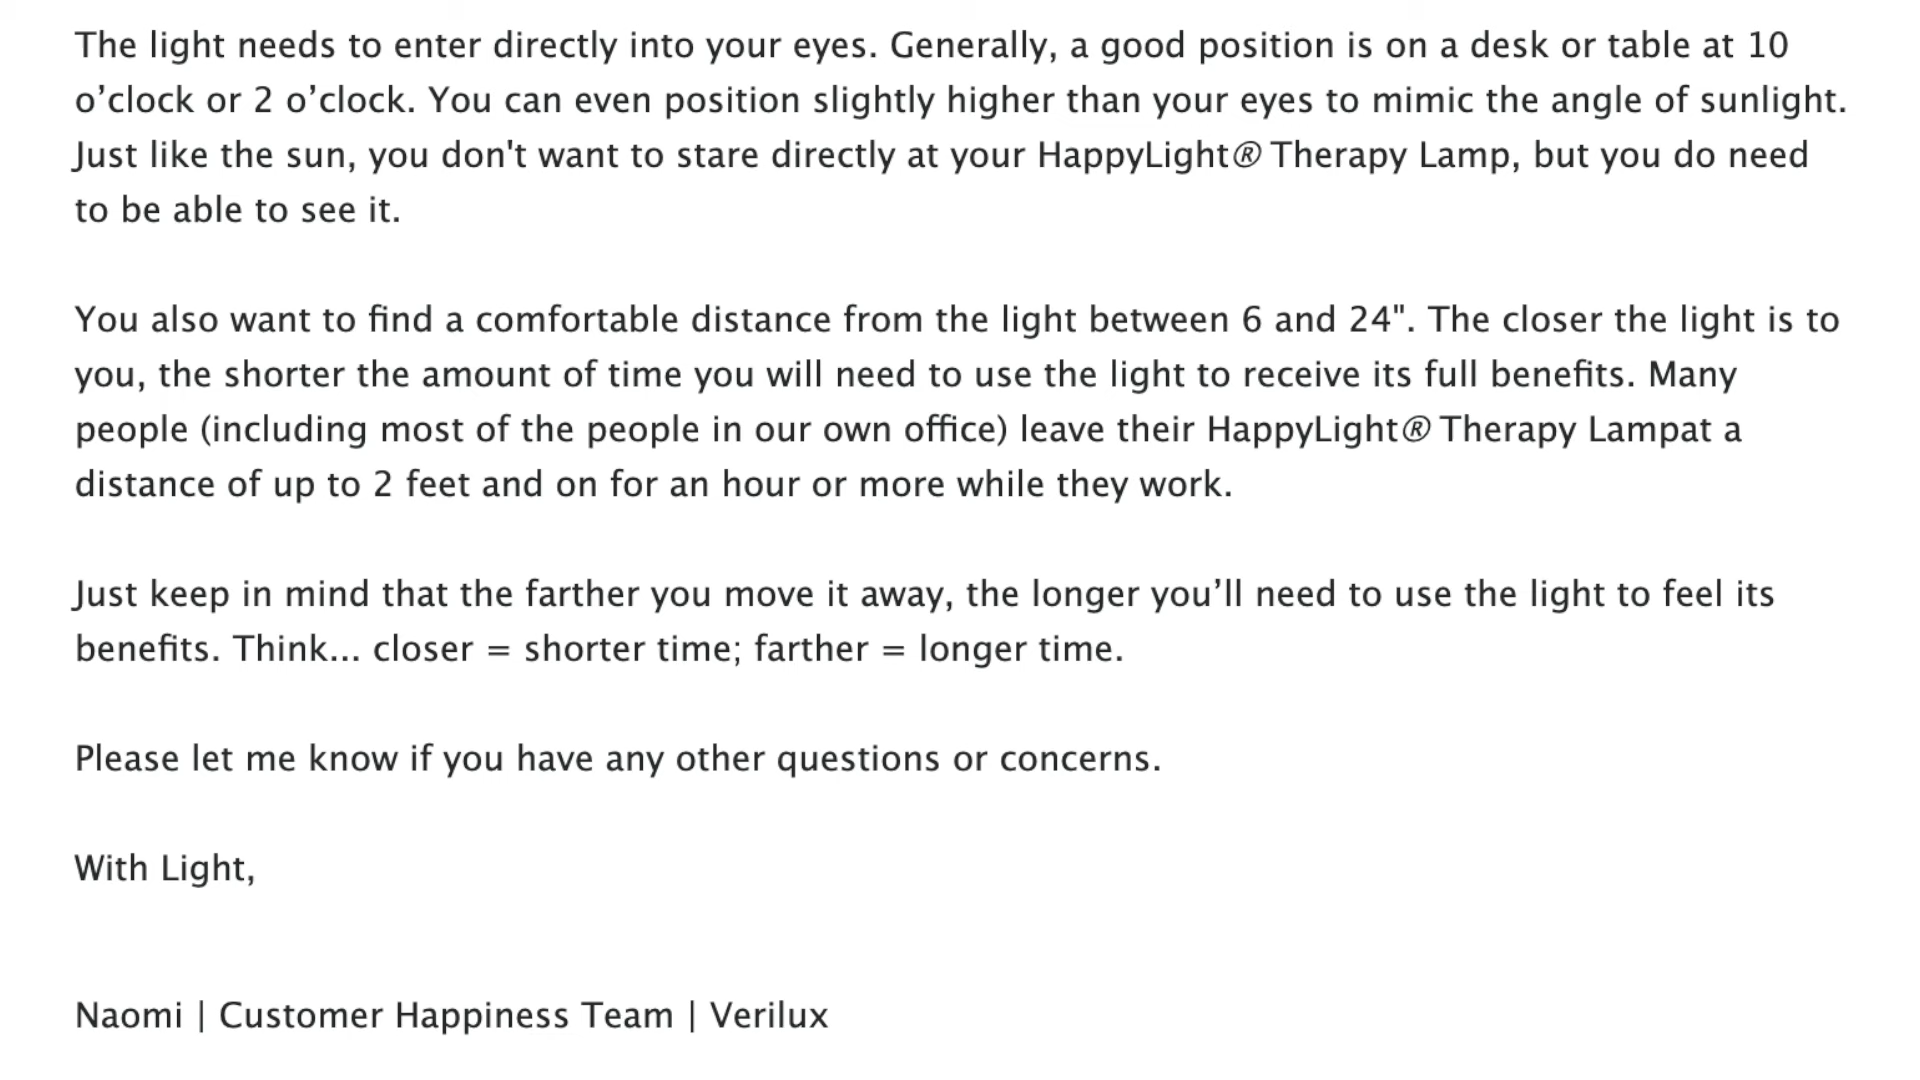 The light needs to enter directly into your eyes. Generally, a good position is on a desk or table at 10
o’clock or 2 o’clock. You can even position slightly higher than your eyes to mimic the angle of sunlight.
Just like the sun, you don't want to stare directly at your HappyLight® Therapy Lamp, but you do need
to be able to see it.
You also want to find a comfortable distance from the light between 6 and 24". The closer the light is to
you, the shorter the amount of time you will need to use the light to receive its full benefits. Many
people (including most of the people in our own office) leave their HappyLight® Therapy Lampat a
distance of up to 2 feet and on for an hour or more while they work.
Just keep in mind that the farther you move it away, the longer you’ll need to use the light to feel its
benefits. Think... closer = shorter time; farther = longer time.
Please let me know if you have any other questions or concerns.
With Light,
Naomi | Customer Happiness Team | Verilux